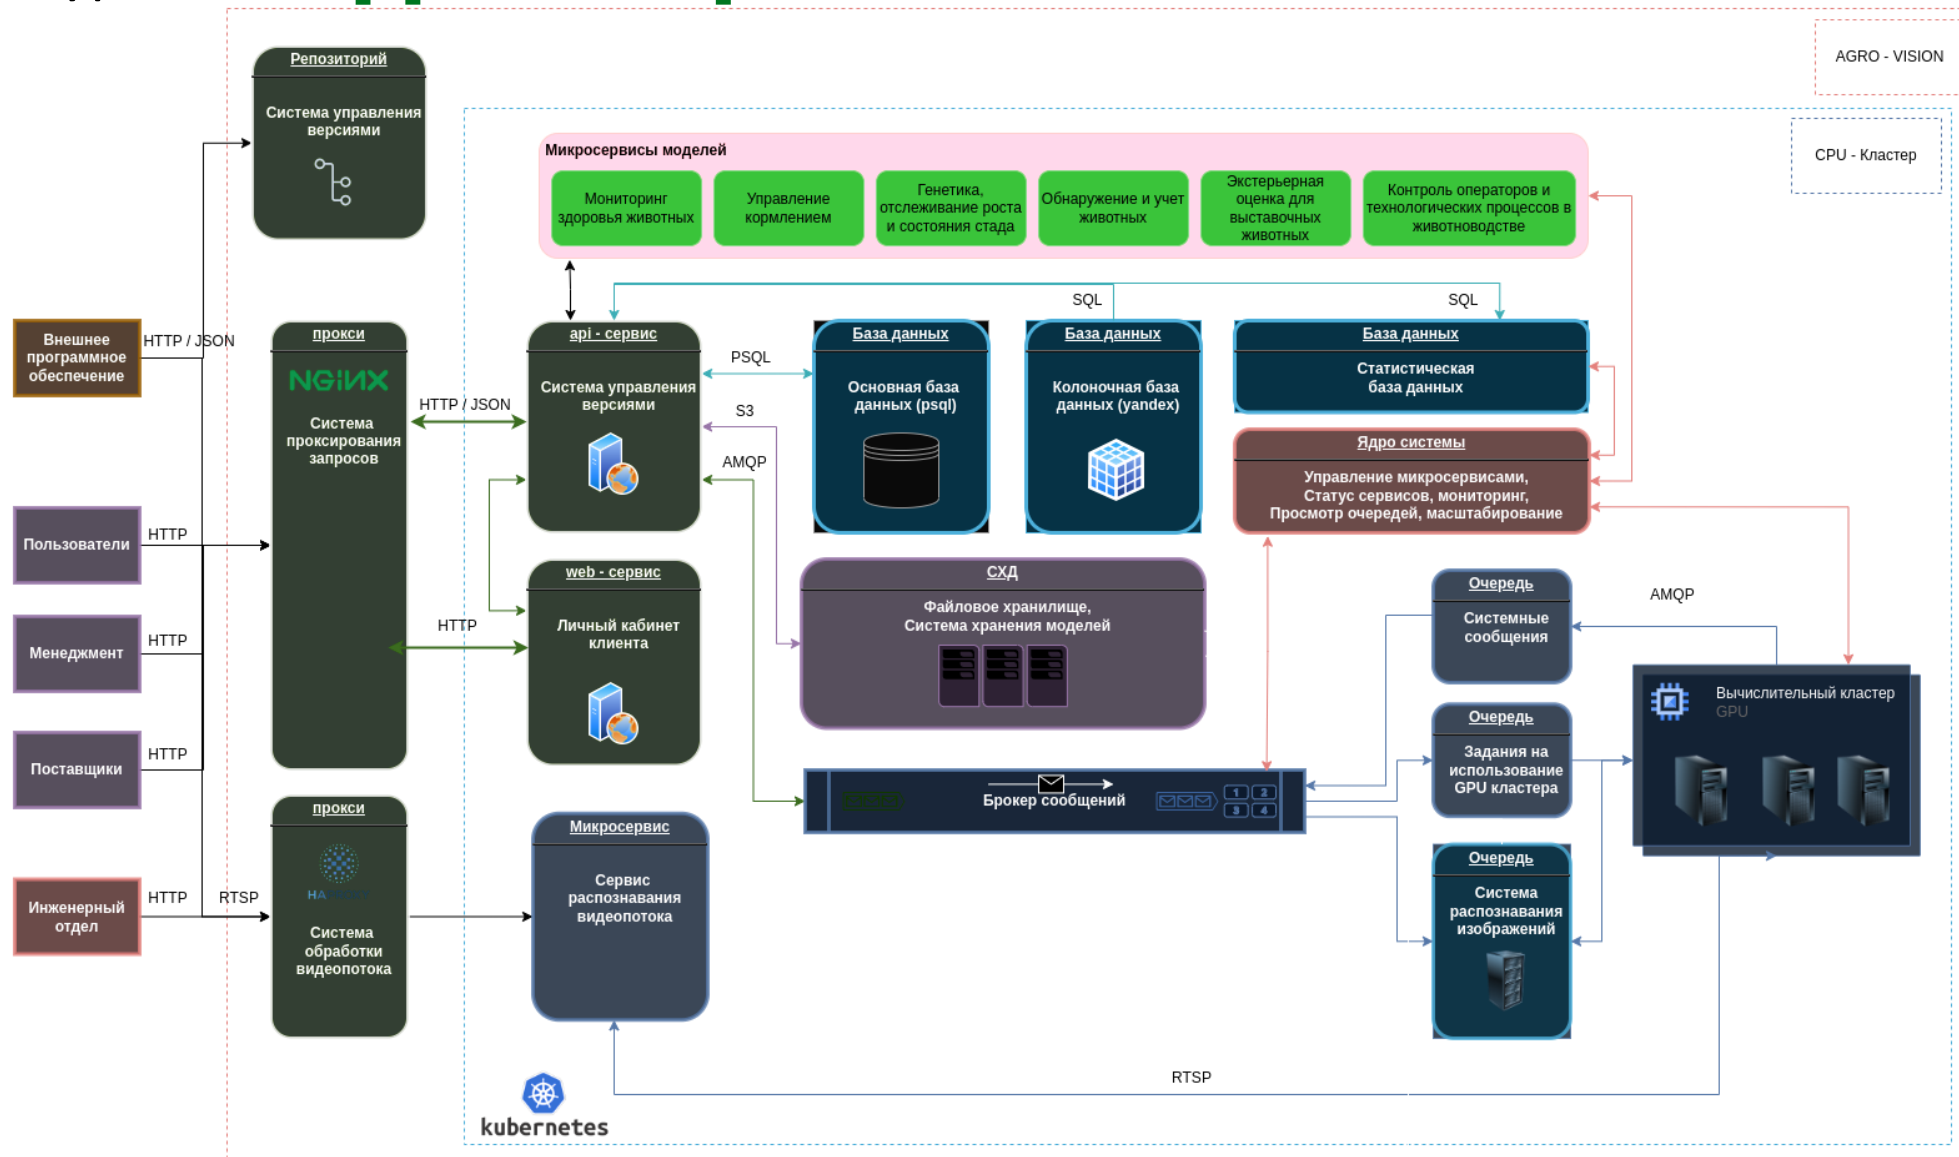 AGRO - VISION
CPU - Кластер
Репозиторий
Система управления
версиями
Микросервисы моделей
Мониторинг
здоровья животных
Управление
кормлением
Генетика,
отслеживание роста
и состояния стада
Обнаружение и учет
животных
Экстерьерная
оценка для
выставочных
животных
Контроль операторов и
технологических процессов в
животноводстве
SQL
SQL
Внешнее
программное
обеспечение
HTTP / JSON
прокси
NGINX
Система
проксирования
запросов
HTTP / JSON
api - сервис
Система управления
версиями
PSQL
S3
AMQP
База данных
Основная база
данных (psql)
База данных
Колоночная база
данных (yandex)
База данных
Статистическая
база данных
Ядро системы
Управление микросервисами,
Статус сервисов, мониторинг,
Просмотр очередей, масштабирование
Пользователи
HTTP
Менеджмент
HTTP
Поставщики
HTTP
HTTP
web - сервис
Личный кабинет
клиента
СХД
Файловое хранилище,
Система хранения моделей
Очередь
Системные
сообщения
AMQP
Вычислительный кластер
GPU
Очередь
Задания на
использование
GPU кластера
Брокер сообщений
1 2
3 4
Очередь
Система
распознавания
изображений
Инженерный
отдел
HTTP
RTSP
прокси
Система
обработки
видеопотока
Микросервис
Сервис
распознавания
видеопотока
RTSP
kubernetes